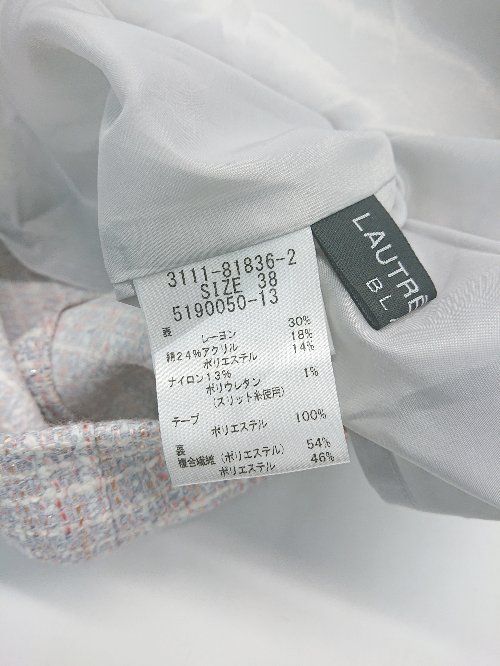 3111-81836-2
SIZE 38
5190050-13
表
レーヨン 30%
綿24%アクリル 18%
ポリエステル 14%
ナイロン13%
ポリウレタン 1%
(スリット糸使用)
テープ
ポリエステル 100%
裏
複合繊維(ポリエステル) 54%
ポリエステル 46%
LAUTRE
BL